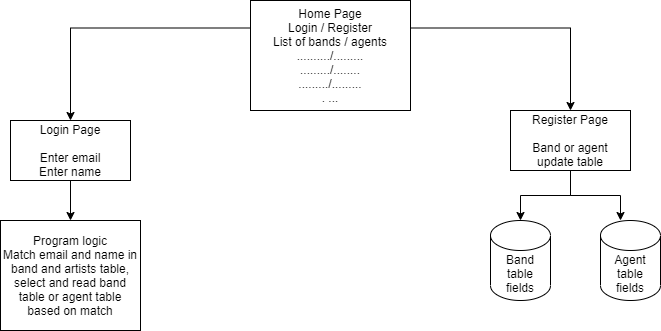 Home Page
Login / Register
List of bands / agents
........../.........
........./........
........./.........
. ...
Login Page
Enter email
Enter name
Register Page
Band or agent
update table
Program logic
Match email and name in
band and artists table,
select and read band
table or agent table
based on match
Band
table
fields
Agent
table
fields